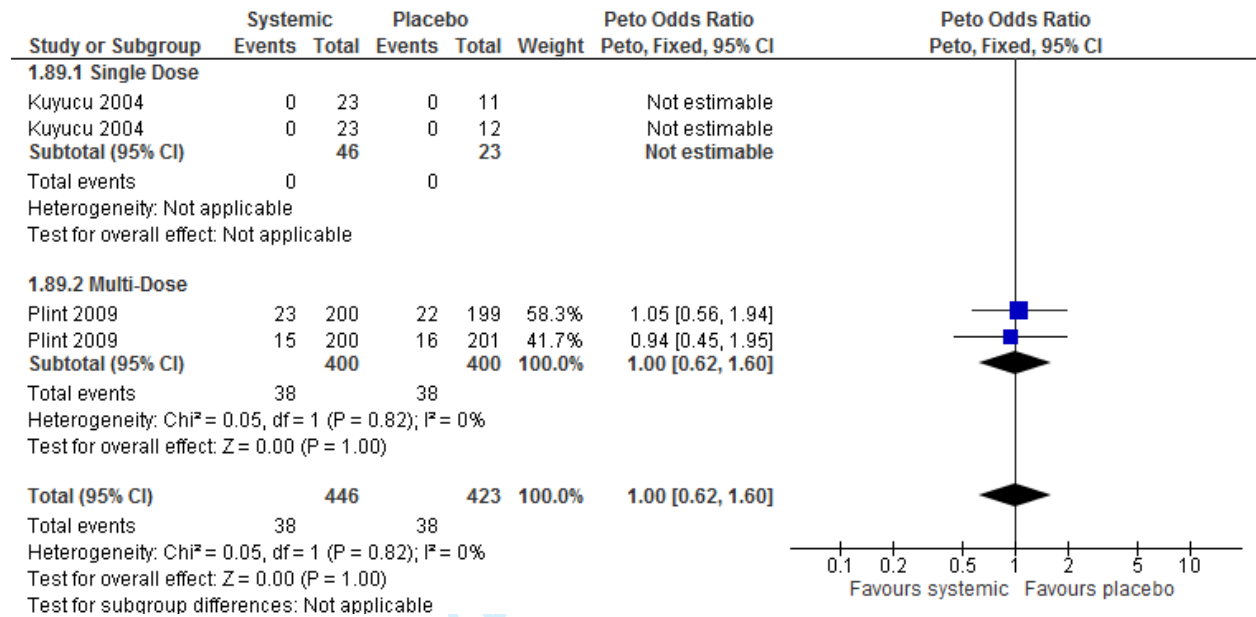 Systemic Placebo Peto Odds Ratio Peto Odds Ratio
Study or Subgroup Events Total Events Total Weight Peto, Fixed, 95% CI Peto, Fixed, 95% CI
1.89.1 Single Dose
Kuyucu 2004 0 23 0 11 Not estimable
Kuyucu 2004 0 23 0 12 Not estimable
Subtotal (95% CI) 46 23 Not estimable
Total events 0 0
Heterogeneity: Not applicable
Test for overall effect: Not applicable
1.89.2 Multi-Dose
Plint 2009 23 200 22 199 58.3% 1.05 [0.56, 1.94]
Plint 2009 15 200 16 201 41.7% 0.94 [0.45, 1.95]
Subtotal (95% CI) 400 400 100.0% 1.00 [0.62, 1.60]
Total events 38 38
Heterogeneity: Chi² = 0.05, df = 1 (P = 0.82); I² = 0%
Test for overall effect: Z = 0.00 (P = 1.00)
Total (95% CI) 446 423 100.0% 1.00 [0.62, 1.60]
Total events 38 38
Heterogeneity: Chi² = 0.05, df = 1 (P = 0.82); I² = 0%
Test for overall effect: Z = 0.00 (P = 1.00)
Test for subgroup differences: Not applicable
0.1 0.2 0.5 1 2 5 10
Favours systemic Favours placebo